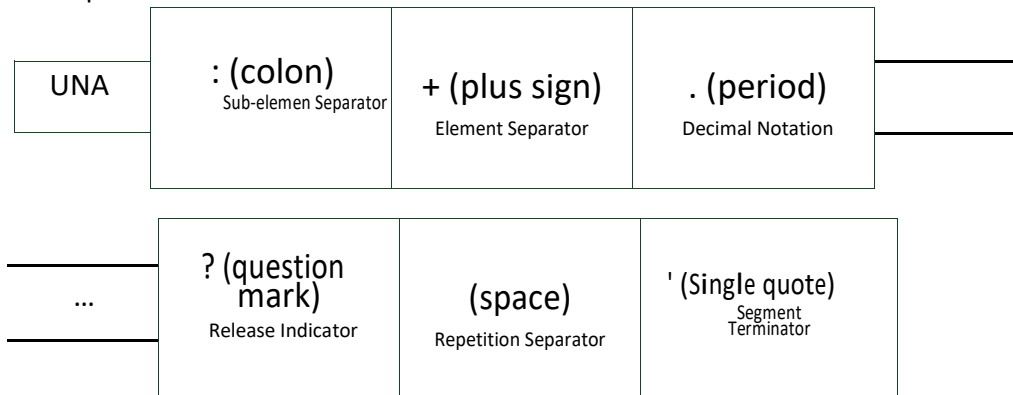 UNA
: (colon)
Sub-elemen Separator
+ (plus sign)
Element Separator
. (period)
Decimal Notation
...
? (question
mark)
Release Indicator
(space)
Repetition Separator
' (Single quote)
Segment
Terminator